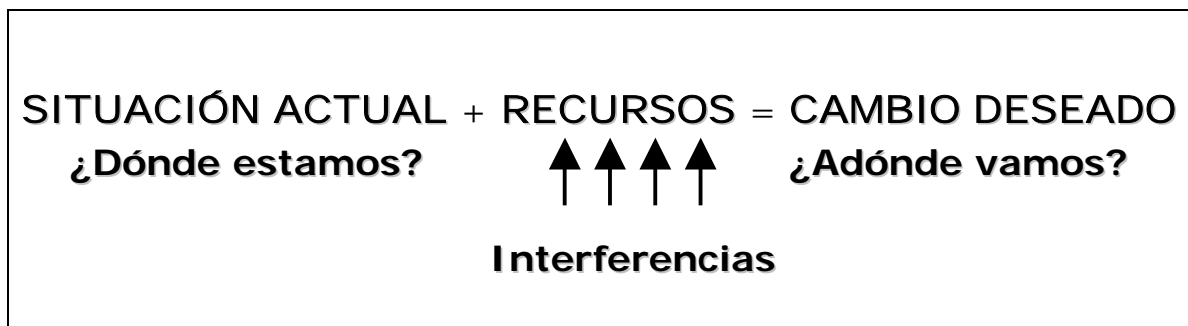 SITUACIÓN ACTUAL + RECURSOS = CAMBIO DESEADO
¿Dónde estamos? ¿Adónde vamos?
Interferencias